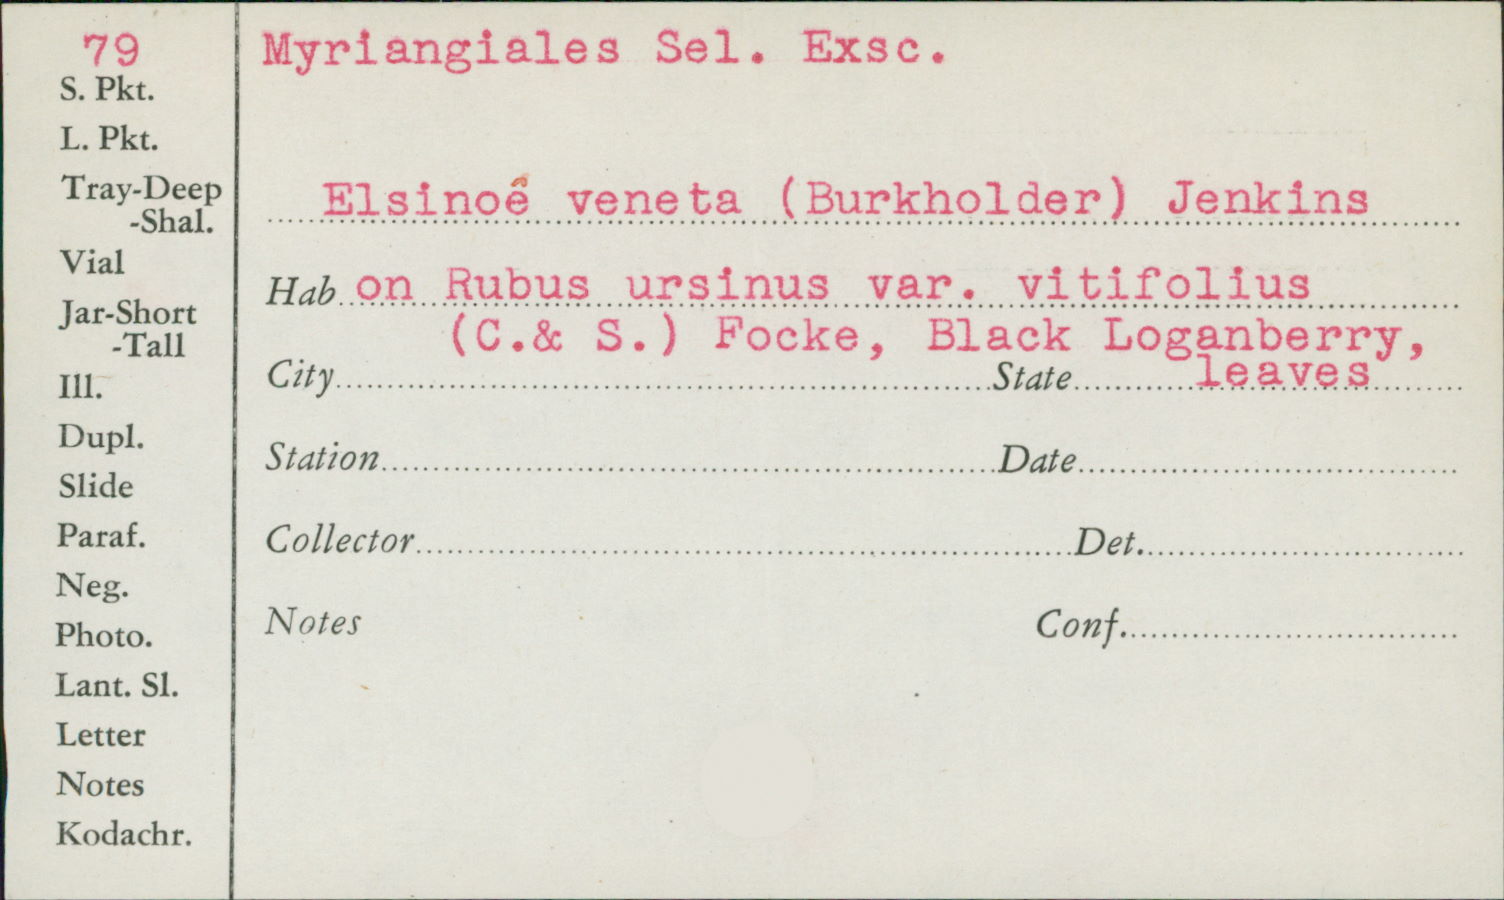 79
S. Pkt.
L. Pkt.
Tray-Deep
-Shal.
Vial
Jar-Short
-Tall
Ill.
Dupl.
Slide
Paraf.
Neg.
Photo.
Lant. Sl.
Letter
Notes
Kodachr.
Myriangiales Sel. Exsc.
Elsinoê veneta (Burkholder) Jenkins
Hab on Rubus ursinus var. vitifolius
(C.& S.) Focke, Black Loganberry,
City State leaves
Station Date
Collector Det.
Notes Conf.